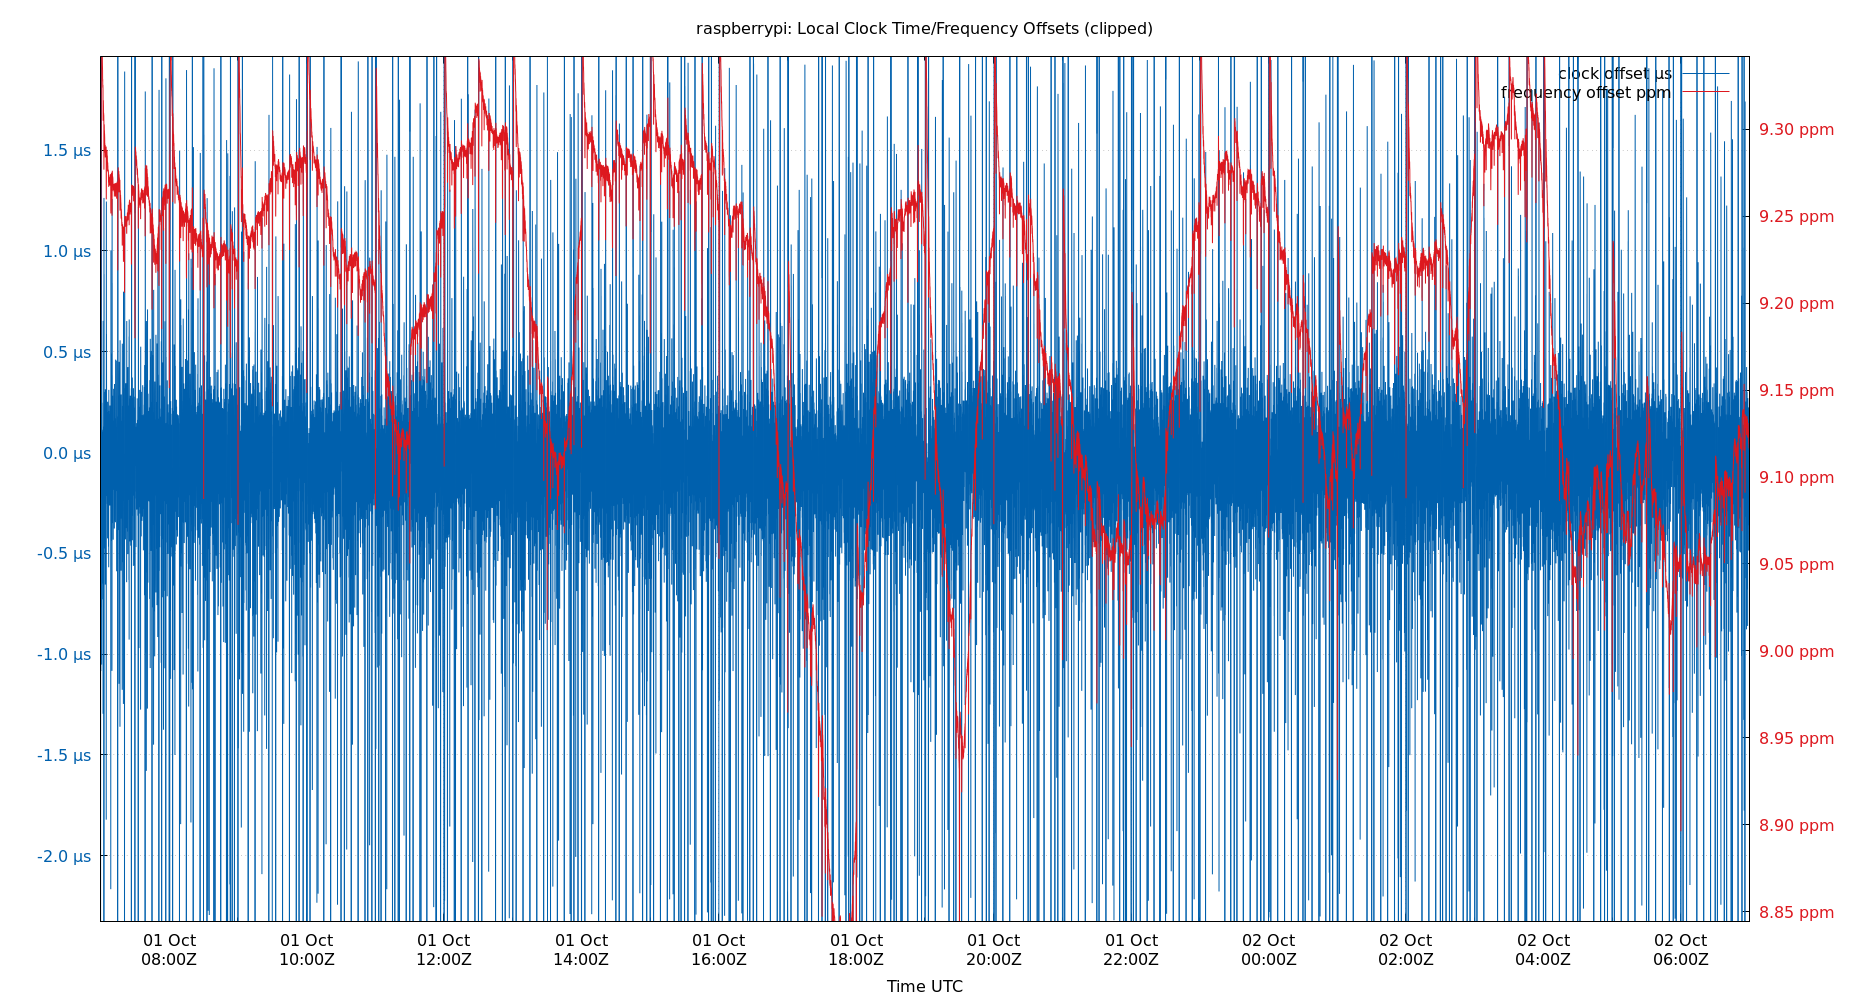 raspberrypi: Local Clock Time/Frequency Offsets (clipped)
clock offset µs
frequency offset ppm
1.5 µs
1.0 µs
0.5 µs
0.0 µs
-0.5 µs
-1.0 µs
-1.5 µs
-2.0 µs
9.30 ppm
9.25 ppm
9.20 ppm
9.15 ppm
9.10 ppm
9.05 ppm
9.00 ppm
8.95 ppm
8.90 ppm
8.85 ppm
01 Oct 01 Oct 01 Oct 01 Oct 01 Oct 01 Oct 01 Oct 01 Oct 02 Oct 02 Oct 02 Oct 02 Oct
08:00Z 10:00Z 12:00Z 14:00Z 16:00Z 18:00Z 20:00Z 22:00Z 00:00Z 02:00Z 04:00Z 06:00Z
Time UTC